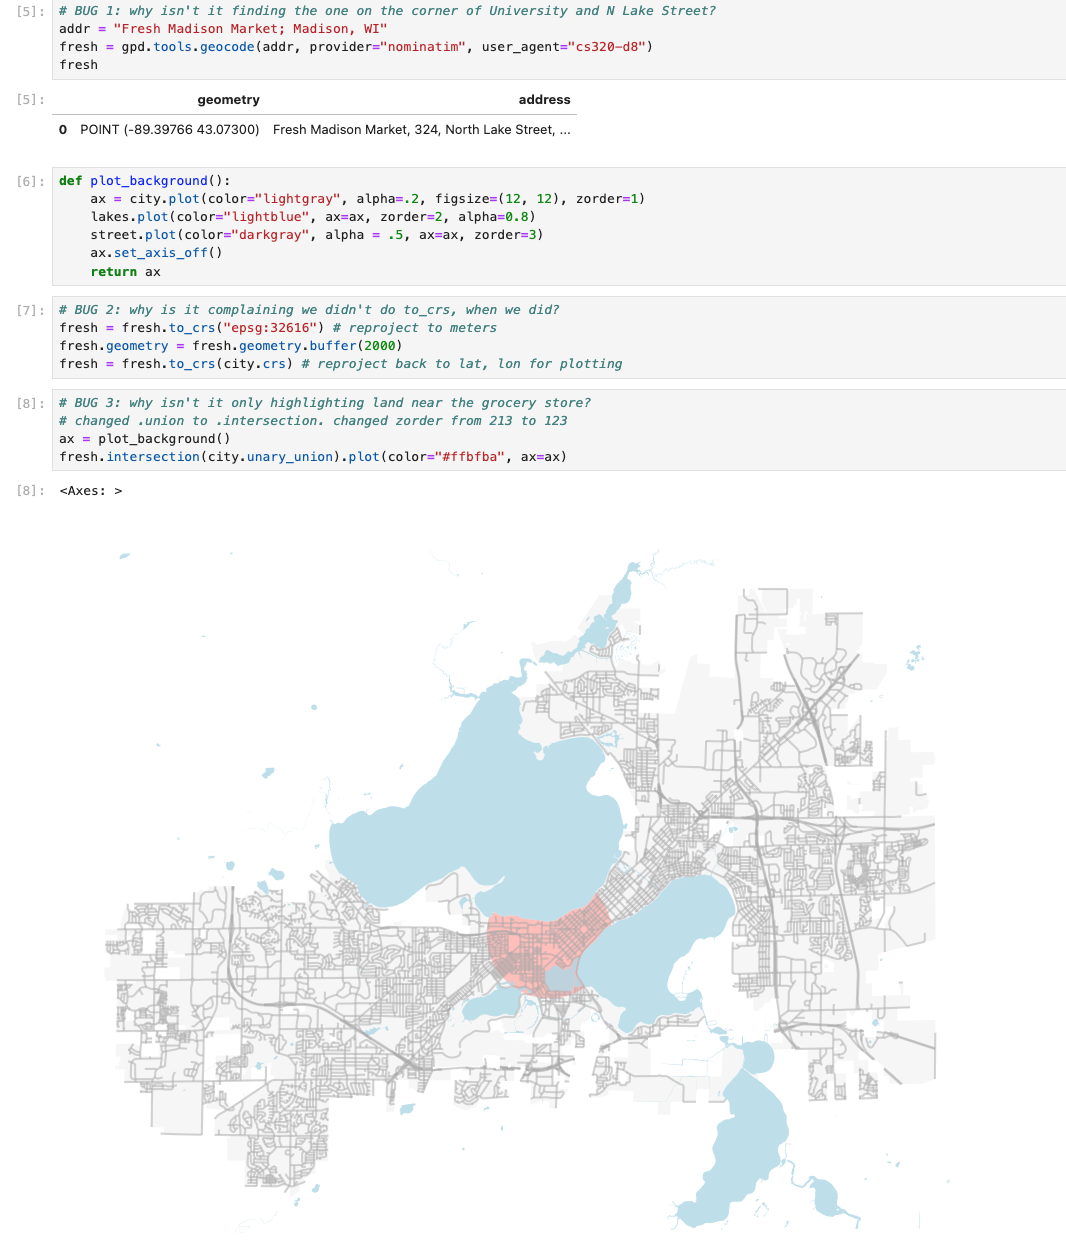 [5]: # BUG 1: why isn't it finding the one on the corner of University and N Lake Street?
addr = "Fresh Madison Market; Madison, WI"
fresh = gpd.tools.geocode(addr, provider="nominatim", user_agent="cs320-d8")
fresh
[5]: geometry address
0 POINT (-89.39766 43.07300) Fresh Madison Market, 324, North Lake Street, ...
[6]: def plot_background():
    ax = city.plot(color="lightgray", alpha=.2, figsize=(12, 12), zorder=1)
    lakes.plot(color="lightblue", ax=ax, zorder=2, alpha=0.8)
    street.plot(color="darkgray", alpha = .5, ax=ax, zorder=3)
    ax.set_axis_off()
    return ax
[7]: # BUG 2: why is it complaining we didn't do to_crs, when we did?
fresh = fresh.to_crs("epsg:32616") # reproject to meters
fresh.geometry = fresh.geometry.buffer(2000)
fresh = fresh.to_crs(city.crs) # reproject back to lat, lon for plotting
[8]: # BUG 3: why isn't it only highlighting land near the grocery store?
# changed .union to .intersection. changed zorder from 213 to 123
ax = plot_background()
fresh.intersection(city.unary_union).plot(color="#ffbfba", ax=ax)
[8]: <Axes: >